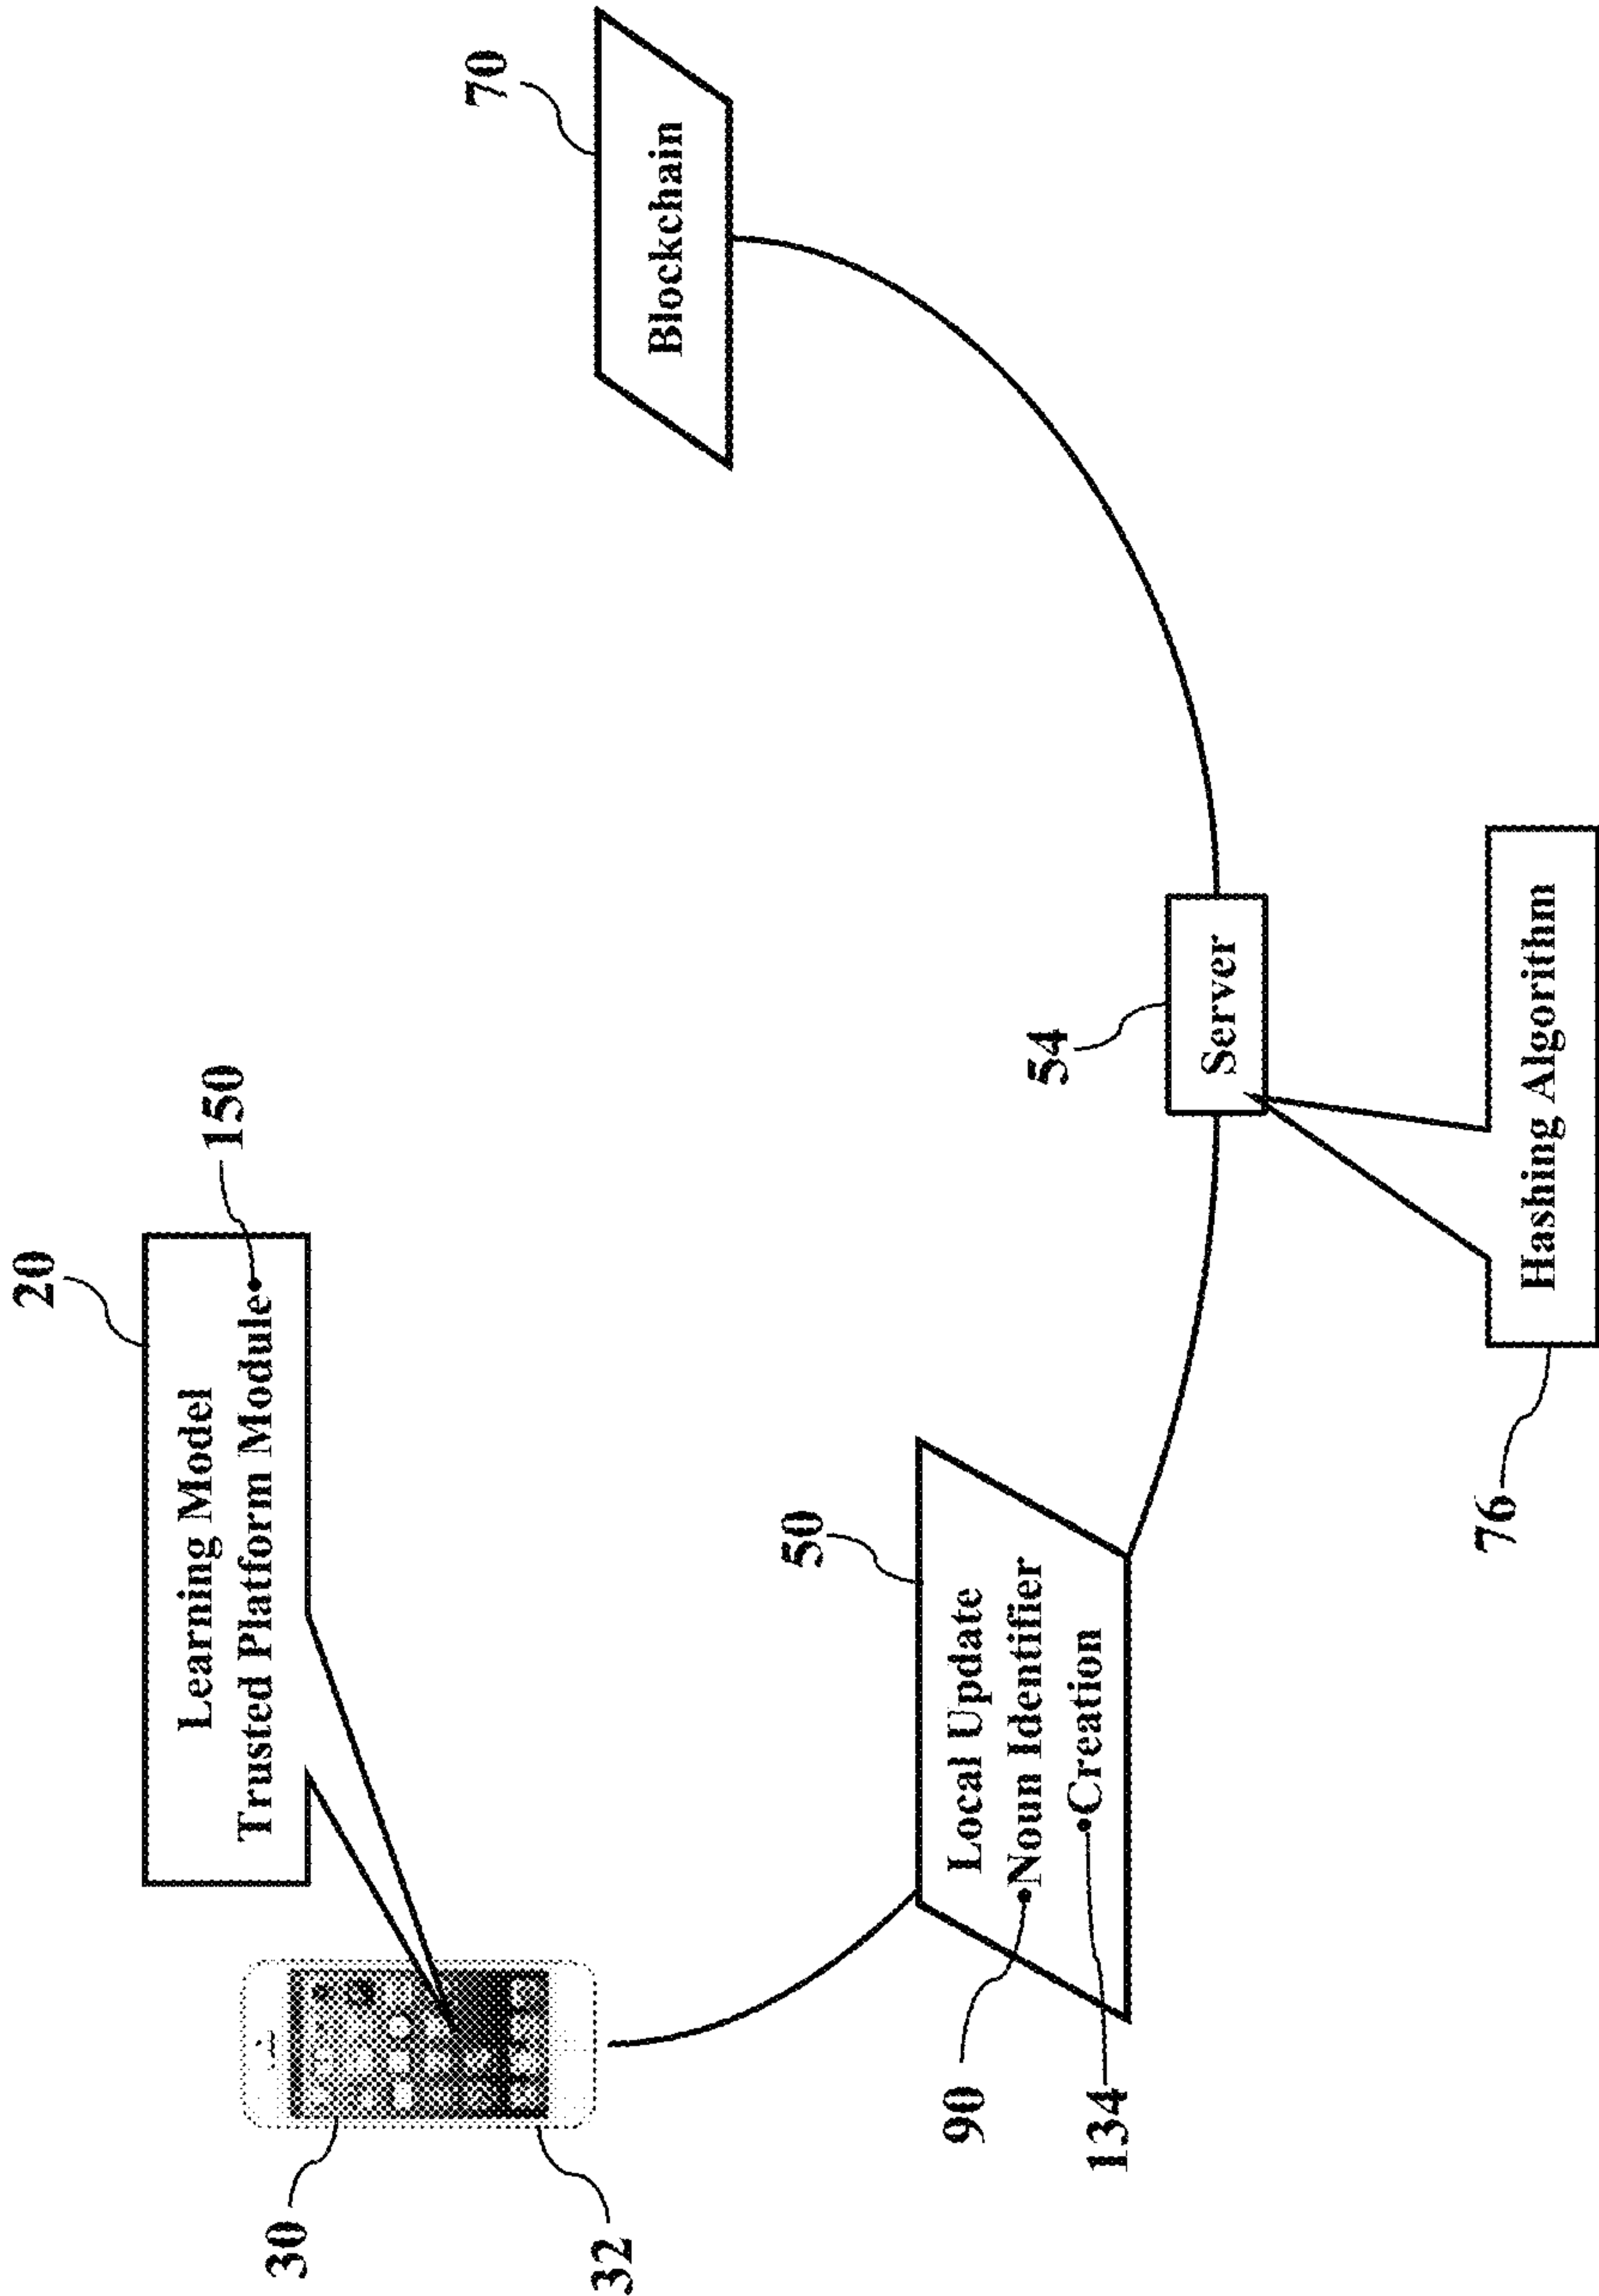 20
Learning Model
Trusted Platform Module
150
30
32
50
Local Update
Noun Identifier
Creation
90
134
54
Server
70
Blockchain
76
Hashing Algorithm